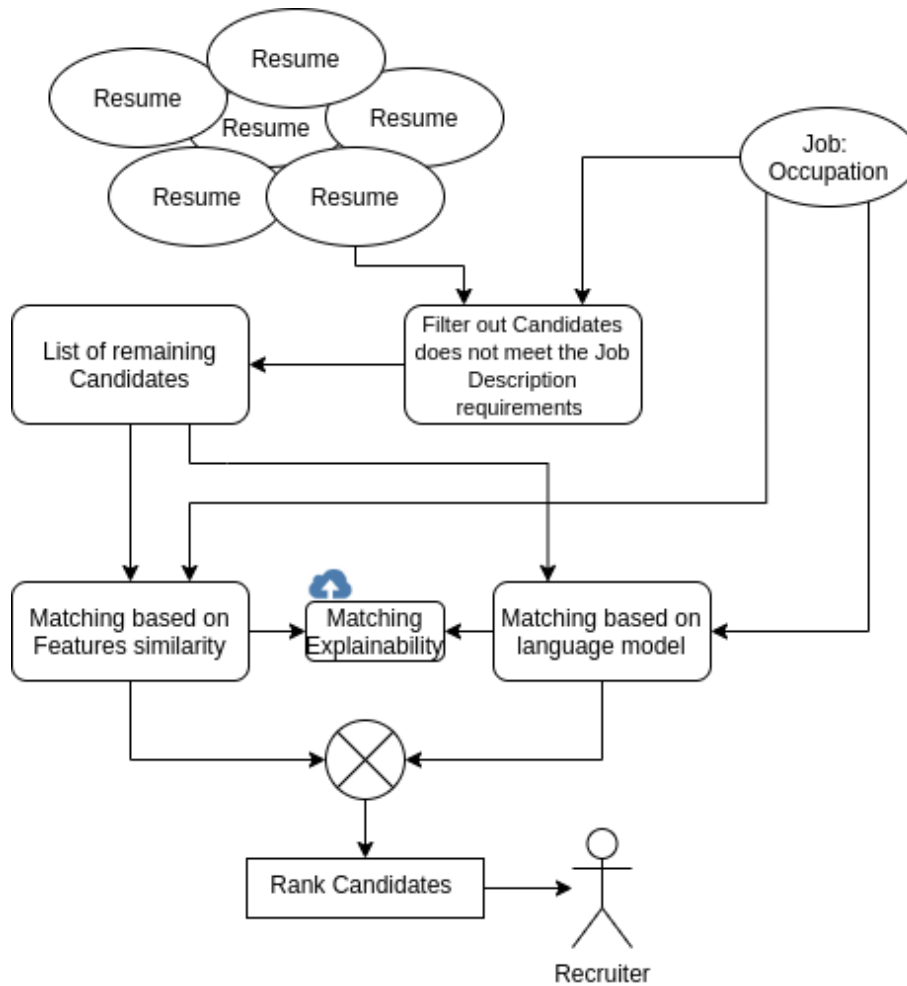 Resume
Resume
Resume
Resume
Resume
Resume
Job:
Occupation
List of remaining
Candidates
Filter out Candidates
does not meet the Job
Description
requirements
Matching based on
Features similarity
Matching
Explainability
Matching based on
language model
Rank Candidates
Recruiter